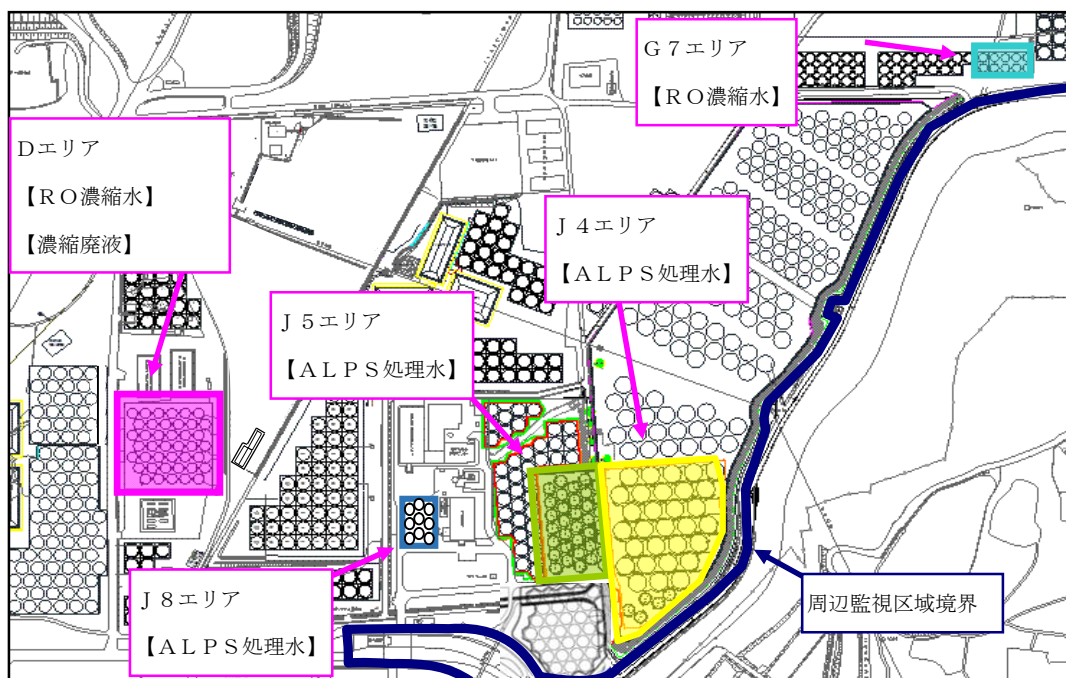 Ｇ７エリア
【ＲＯ濃縮水】
Ｄエリア
【ＲＯ濃縮水】
【濃縮廃液】
Ｊ４エリア
【ＡＬＰＳ処理水】
Ｊ５エリア
【ＡＬＰＳ処理水】
Ｊ８エリア
【ＡＬＰＳ処理水】
周辺監視区域境界